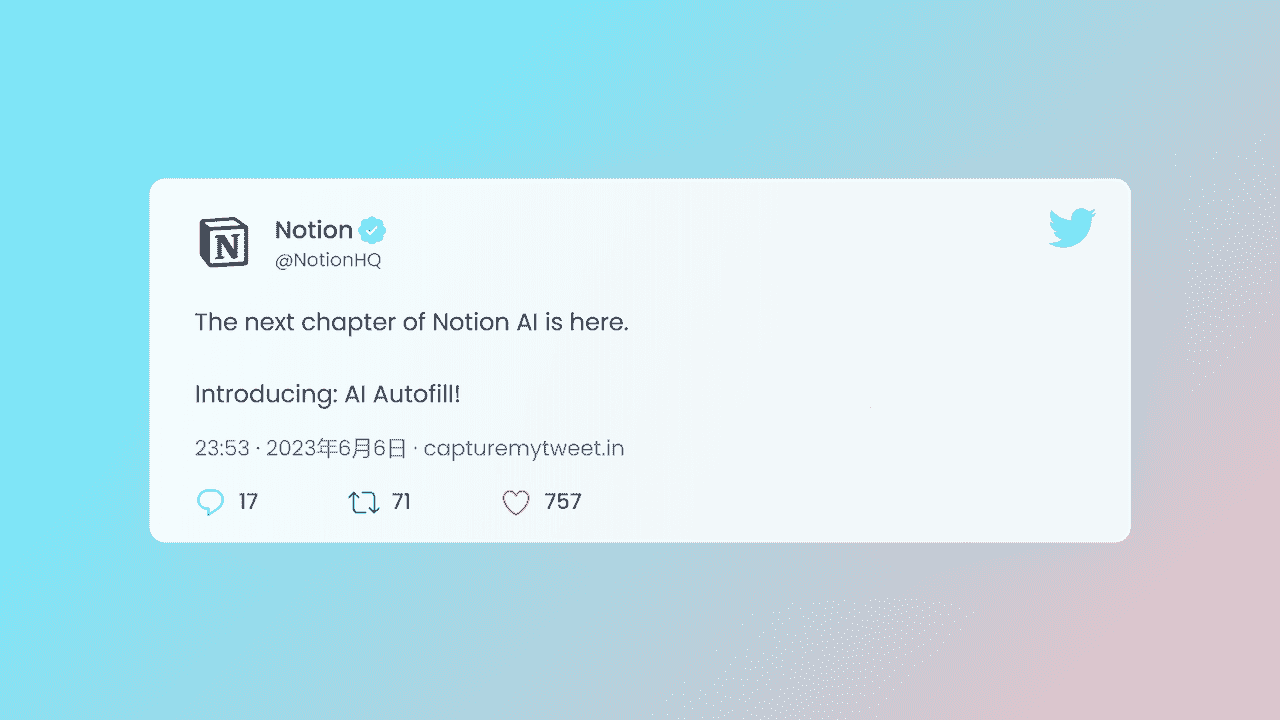 N
Notion
@NotionHQ
The next chapter of Notion AI is here.
Introducing: AI Autofill!
23:53 · 2023年6月6日 · capturemytweet.in
17 71 757